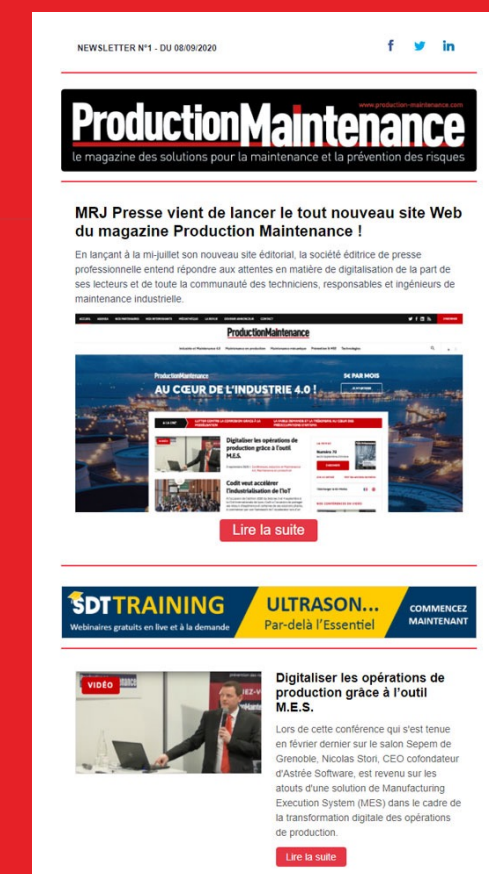 NEWSLETTER N°1 - DU 08/09/2020
www.production-maintenance.com
ProductionMaintenance
le magazine des solutions pour la maintenance et la prévention des risques
MRJ Presse vient de lancer le tout nouveau site Web
du magazine Production Maintenance !
En lançant à la mi-juillet son nouveau site éditorial, la société éditrice de presse
professionnelle entend répondre aux attentes en matière de digitalisation de la part de
ses lecteurs et de toute la communauté des techniciens, responsables et ingénieurs de
maintenance industrielle.
ProductionMaintenance
ProductionMaintenance
5€ PAR MOIS
AU CŒUR DE L'INDUSTRIE 4.0 !
Digitaliser les opérations de
production grâce à l'outil
M.E.S.
Codit veut accélérer
l'industrialisation de l'IoT
Lire la suite
SDT TRAINING
Webinaires gratuits en live et à la demande
ULTRASON...
Par-delà l'Essentiel
COMMENCEZ
MAINTENANT
VIDÉO
Digitaliser les opérations de
production grâce à l'outil
M.E.S.
Lors de cette conférence qui s'est tenue
en février dernier sur le salon Sepem de
Grenoble, Nicolas Stori, CEO cofondateur
d'Astrée Software, est revenu sur les
atouts d'une solution de Manufacturing
Execution System (MES) dans le cadre de
la transformation digitale des opérations
de production.
Lire la suite